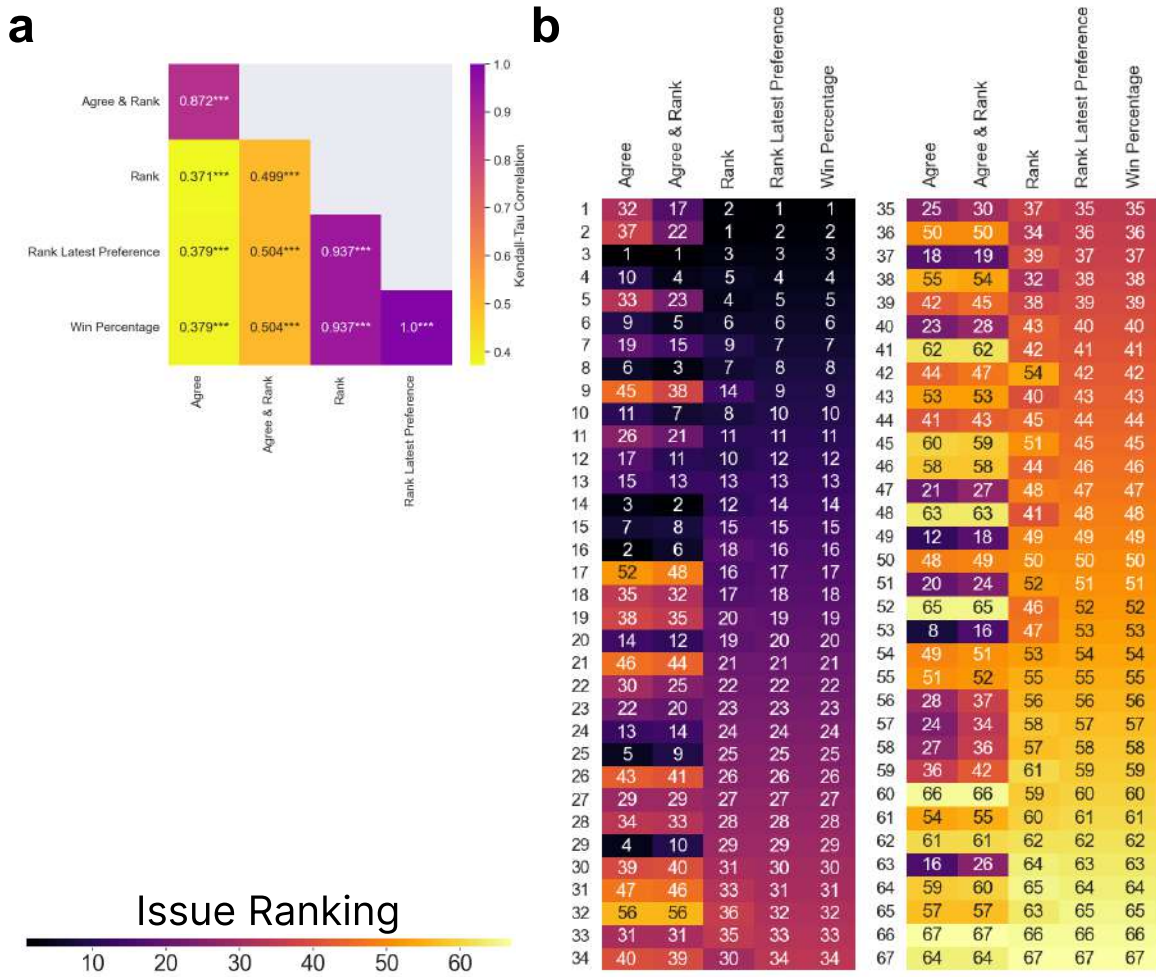 a
Agree & Rank
0.872***
Rank
0.371*** 0.499***
Rank Latest Preference
0.379*** 0.504*** 0.937***
Win Percentage
0.379*** 0.504*** 0.937*** 1.0***
Agree
Agree & Rank
Rank
Rank Latest Preference
1.0
0.9
0.8
0.7
0.6
0.5
0.4
Kendall-Tau Correlation
Issue Ranking
10 20 30 40 50 60
b
Agree
Agree & Rank
Rank
Rank Latest Preference
Win Percentage
1 32 17 2 1 1
2 37 22 1 2 2
3 1 1 3 3 3
4 10 4 5 4 4
5 33 23 4 5 5
6 9 5 6 6 6
7 19 15 9 7 7
8 6 3 7 8 8
9 45 38 14 9 9
10 11 7 8 10 10
11 26 21 11 11 11
12 17 11 10 12 12
13 15 13 13 13 13
14 3 2 12 14 14
15 7 8 15 15 15
16 2 6 18 16 16
17 52 48 16 17 17
18 35 32 17 18 18
19 38 35 20 19 19
20 14 12 19 20 20
21 46 44 21 21 21
22 30 25 22 22 22
23 22 20 23 23 23
24 13 14 24 24 24
25 5 9 25 25 25
26 43 41 26 26 26
27 29 29 27 27 27
28 34 33 28 28 28
29 4 10 29 29 29
30 39 40 31 30 30
31 47 46 33 31 31
32 56 56 36 32 32
33 31 31 35 33 33
34 40 39 30 34 34
Agree
Agree & Rank
Rank
Rank Latest Preference
Win Percentage
35 25 30 37 35 35
36 50 50 34 36 36
37 18 19 39 37 37
38 55 54 32 38 38
39 42 45 38 39 39
40 23 28 43 40 40
41 62 62 42 41 41
42 44 47 54 42 42
43 53 53 40 43 43
44 41 43 45 44 44
45 60 59 51 45 45
46 58 58 44 46 46
47 21 27 48 47 47
48 63 63 41 48 48
49 12 18 49 49 49
50 48 49 50 50 50
51 20 24 52 51 51
52 65 65 46 52 52
53 8 16 47 53 53
54 49 51 53 54 54
55 51 52 55 55 55
56 28 37 56 56 56
57 24 34 58 57 57
58 27 36 57 58 58
59 36 42 61 59 59
60 66 66 59 60 60
61 54 55 60 61 61
62 61 61 62 62 62
63 16 26 64 63 63
64 59 60 65 64 64
65 57 57 63 65 65
66 67 67 66 66 66
67 64 64 67 67 67